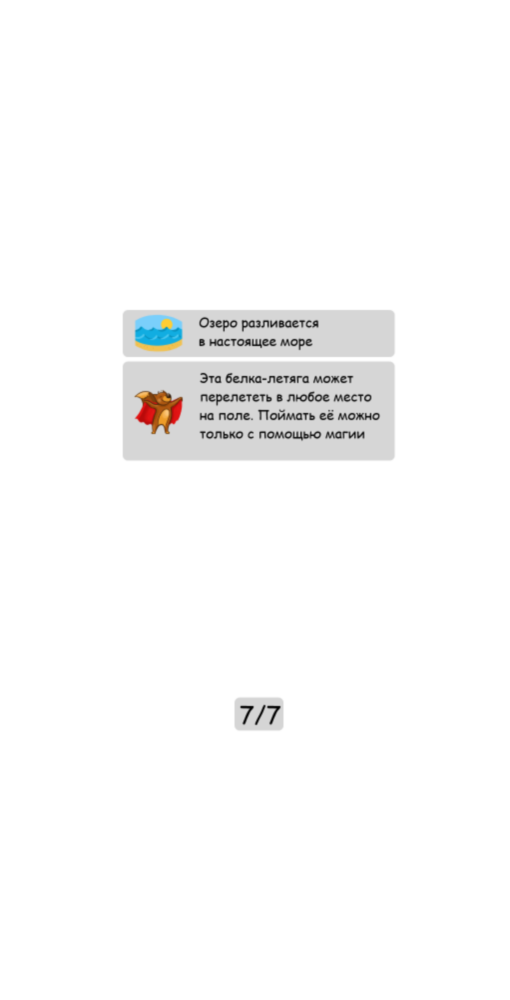 Озеро разливается
в настоящее море
Эта белка-летяга может
перелететь в любое место
на поле. Поймать её можно
только с помощью магии
7/7